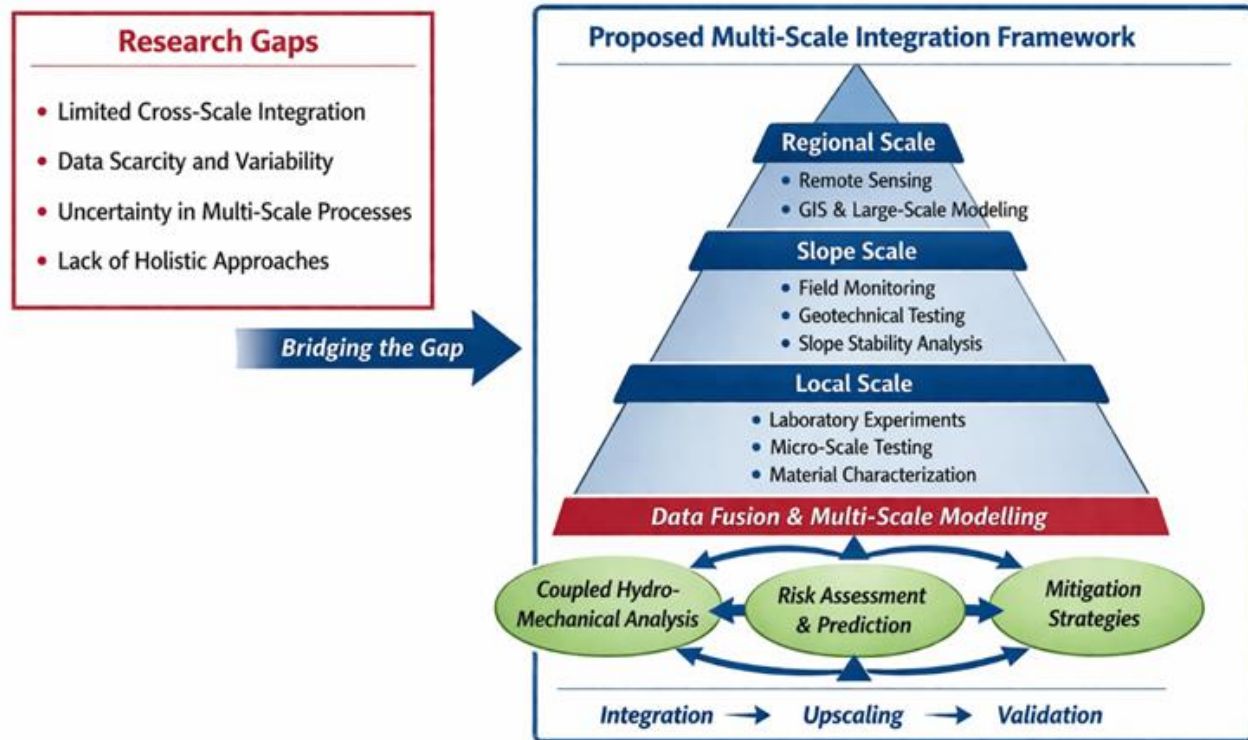 Research Gaps
• Limited Cross-Scale Integration
• Data Scarcity and Variability
• Uncertainty in Multi-Scale Processes
• Lack of Holistic Approaches
Bridging the Gap
Proposed Multi-Scale Integration Framework
Regional Scale
• Remote Sensing
• GIS & Large-Scale Modeling
Slope Scale
• Field Monitoring
• Geotechnical Testing
• Slope Stability Analysis
Local Scale
• Laboratory Experiments
• Micro-Scale Testing
• Material Characterization
Data Fusion & Multi-Scale Modelling
Coupled Hydro-
Mechanical Analysis
Risk Assessment
& Prediction
Mitigation
Strategies
Integration → Upscaling → Validation